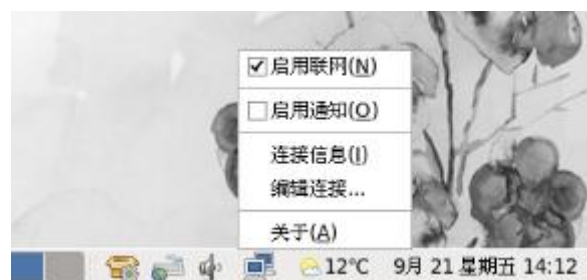 启用联网(N)
启用通知(O)
连接信息(I)
编辑连接...
关于(A)
12℃ 9月 21 星期五 14:12